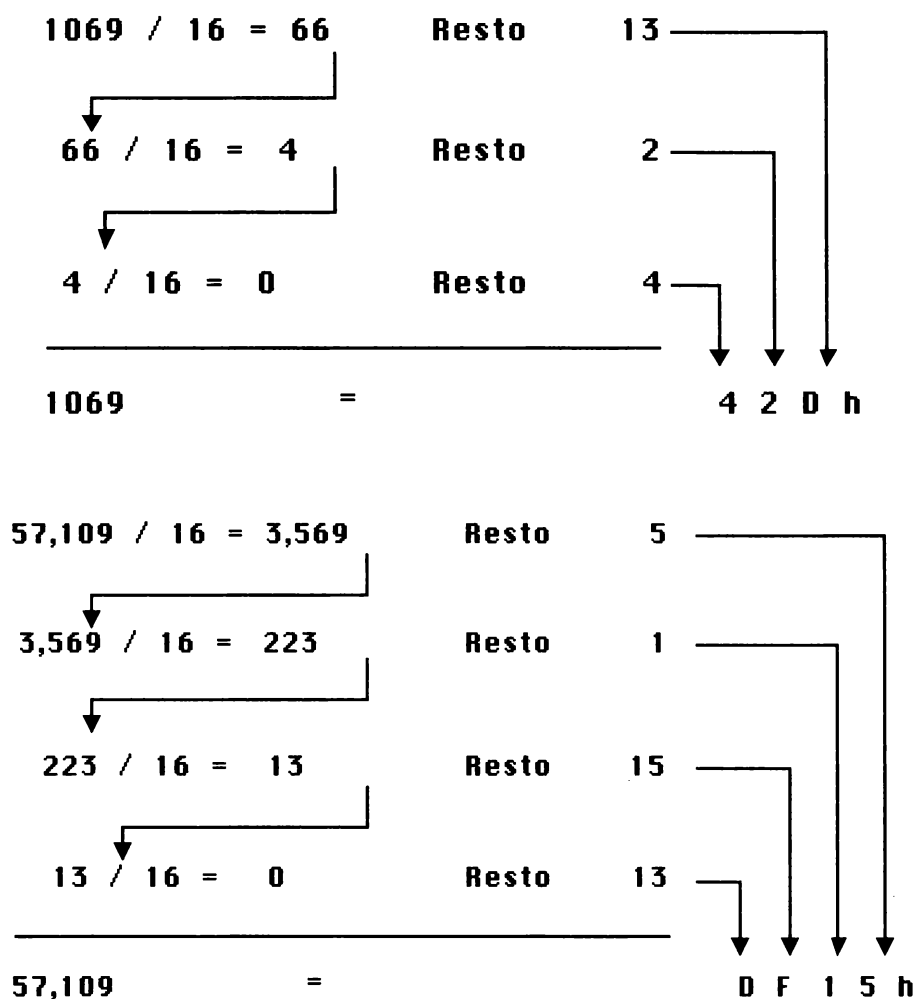 1069 / 16 = 66 Resto 13
66 / 16 = 4 Resto 2
4 / 16 = 0 Resto 4
1069 = 4 2 D h
57,109 / 16 = 3,569 Resto 5
3,569 / 16 = 223 Resto 1
223 / 16 = 13 Resto 15
13 / 16 = 0 Resto 13
57,109 = D F 1 5 h